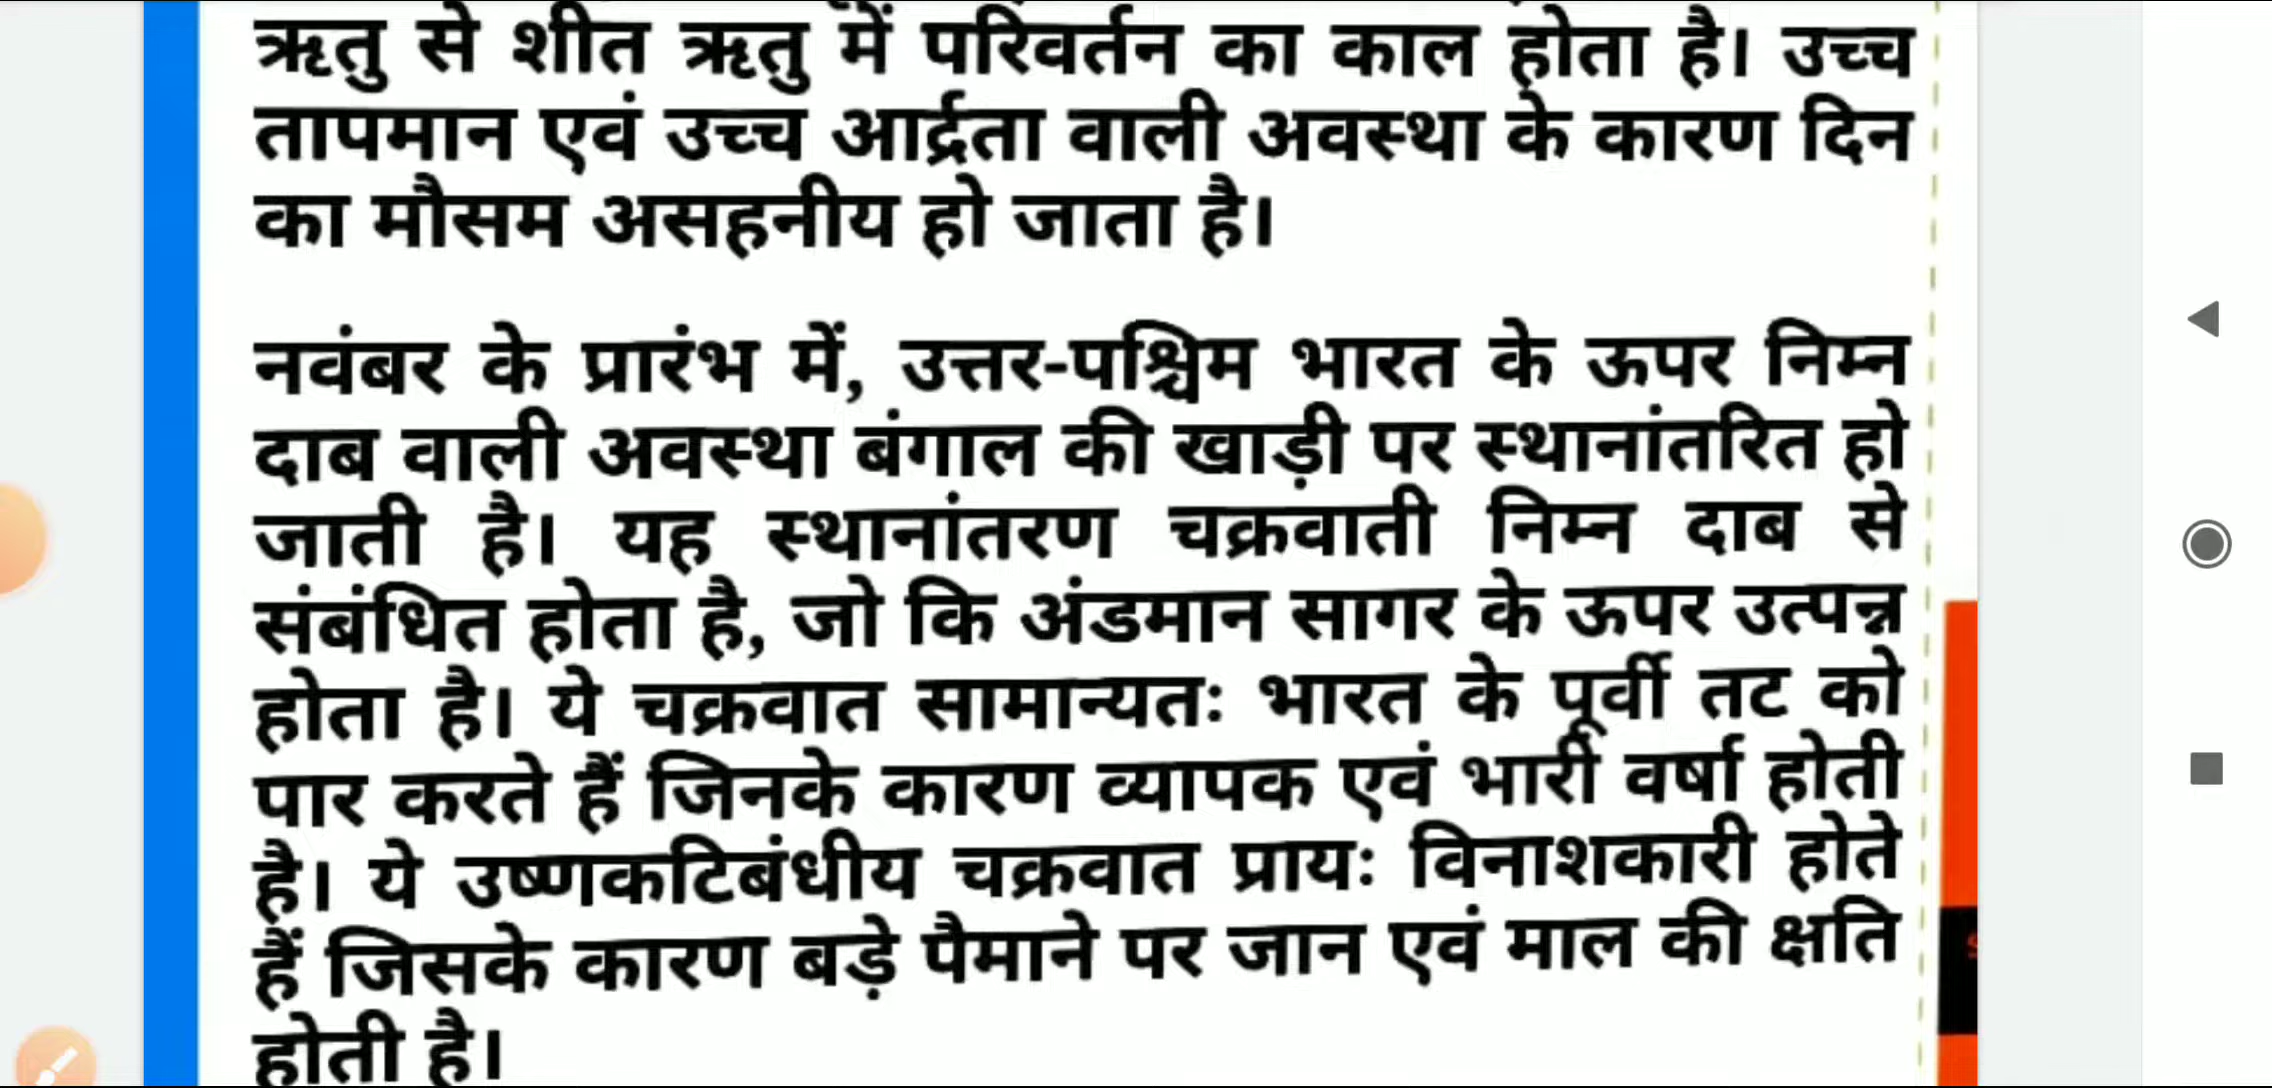 ऋतु से शीत ऋतु में परिवर्तन का काल होता है। उच्च
तापमान एवं उच्च आर्द्रता वाली अवस्था के कारण दिन
का मौसम असहनीय हो जाता है।
नवंबर के प्रारंभ में, उत्तर-पश्चिम भारत के ऊपर निम्न
दाब वाली अवस्था बंगाल की खाड़ी पर स्थानांतरित हो
जाती है। यह स्थानांतरण चक्रवाती निम्न दाब से
संबंधित होता है, जो कि अंडमान सागर के ऊपर उत्पन्न
होता है। ये चक्रवात सामान्यतः भारत के पूर्वी तट को
पार करते हैं जिनके कारण व्यापक एवं भारी वर्षा होती
है। ये उष्णकटिबंधीय चक्रवात प्रायः विनाशकारी होते
हैं जिसके कारण बड़े पैमाने पर जान एवं माल की क्षति
होती है।